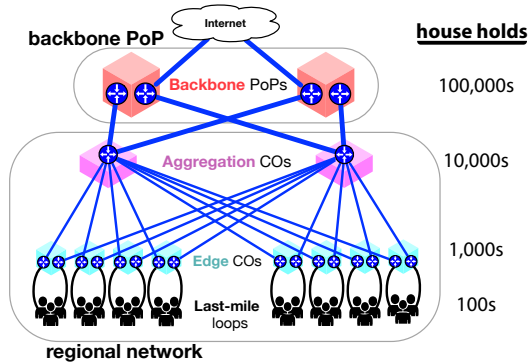 Internet
house holds
backbone PoP
Backbone PoPs
100,000s
Aggregation COs
10,000s
Edge COs
1,000s
Last-mile
loops
100s
regional network